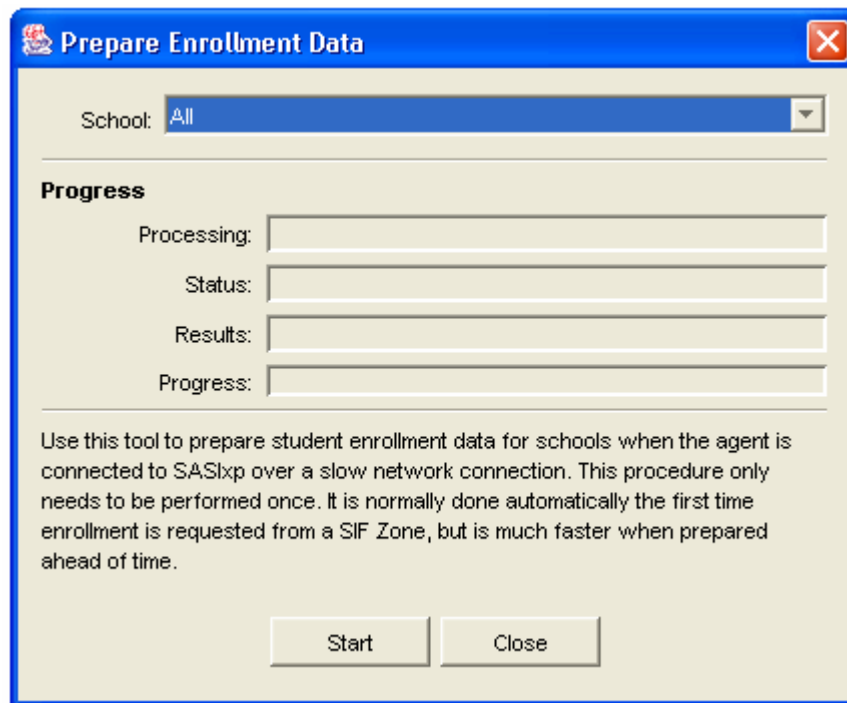 Prepare Enrollment Data
School: All
Progress
Processing:
Status:
Results:
Progress:
Use this tool to prepare student enrollment data for schools when the agent is
connected to SASIxp over a slow network connection. This procedure only
needs to be performed once. It is normally done automatically the first time
enrollment is requested from a SIF Zone, but is much faster when prepared
ahead of time.
Start Close